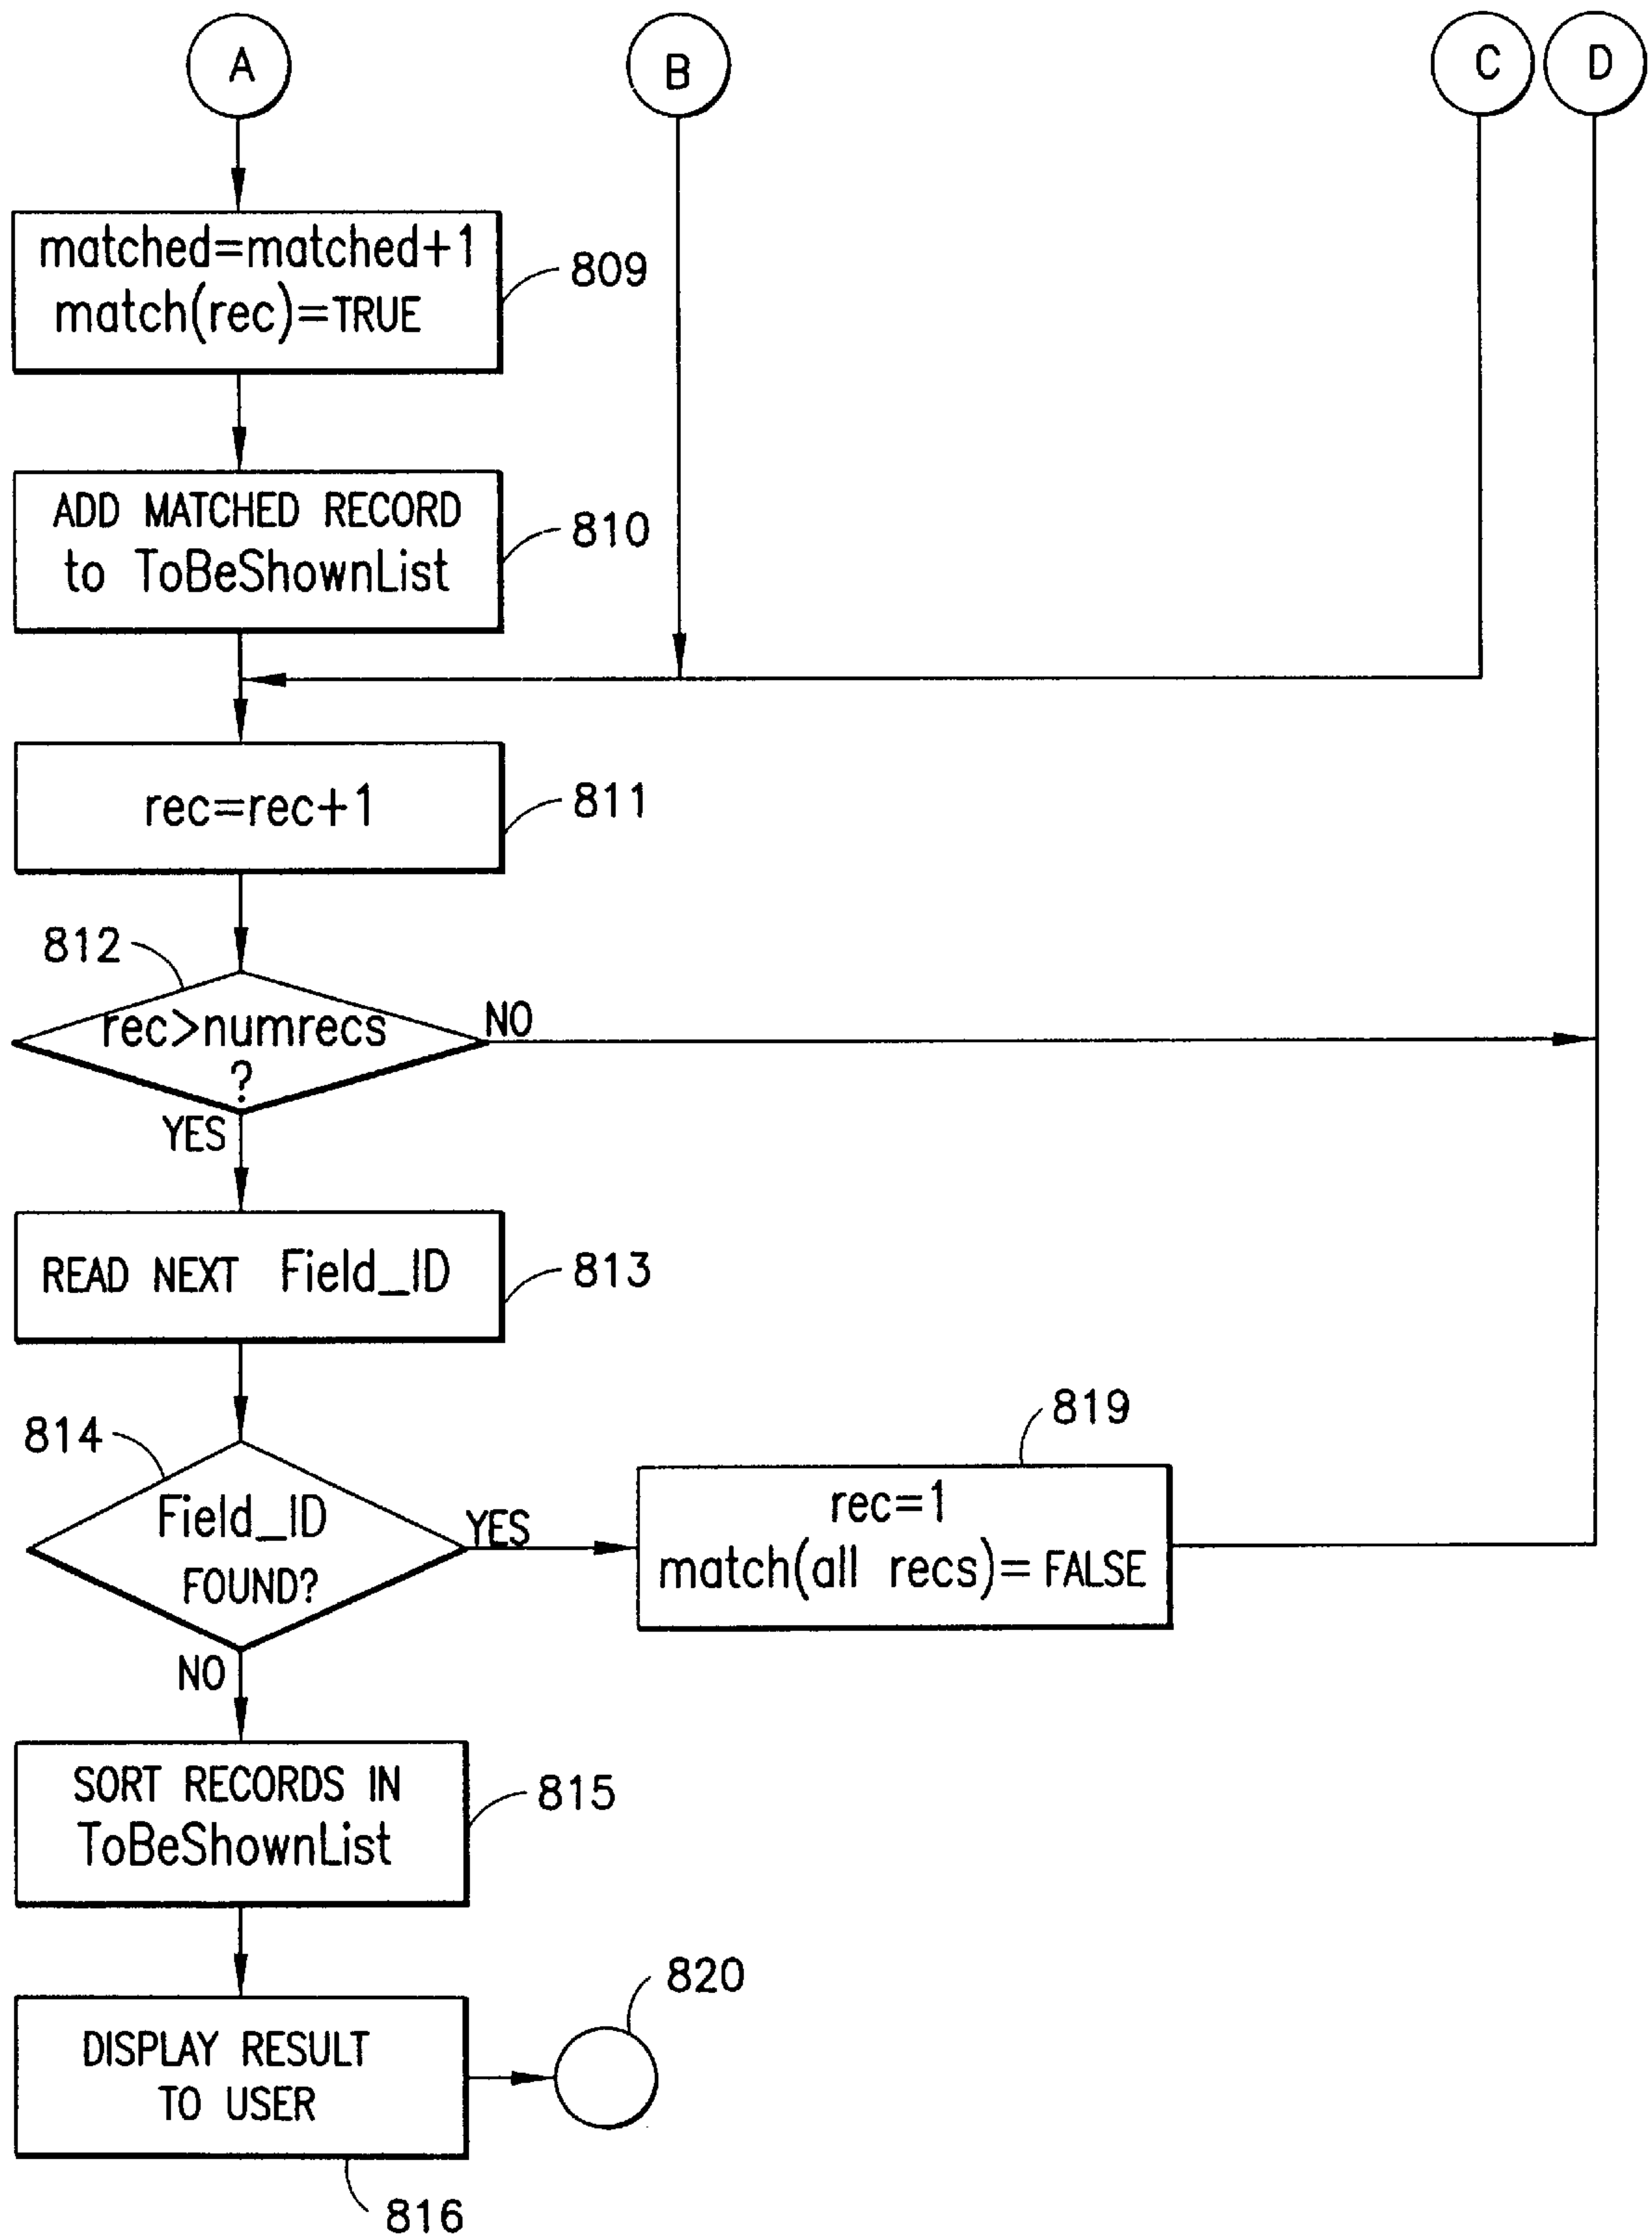 A
B
C
D
matched=matched+1
match(rec)=TRUE
809
ADD MATCHED RECORD
to ToBeShownList
810
rec=rec+1
811
812
rec>numrecs
?
NO
YES
READ NEXT Field_ID
813
814
Field_ID
FOUND?
YES
819
rec=1
match(all recs)=FALSE
NO
SORT RECORDS IN
ToBeShownList
815
DISPLAY RESULT
TO USER
820
816